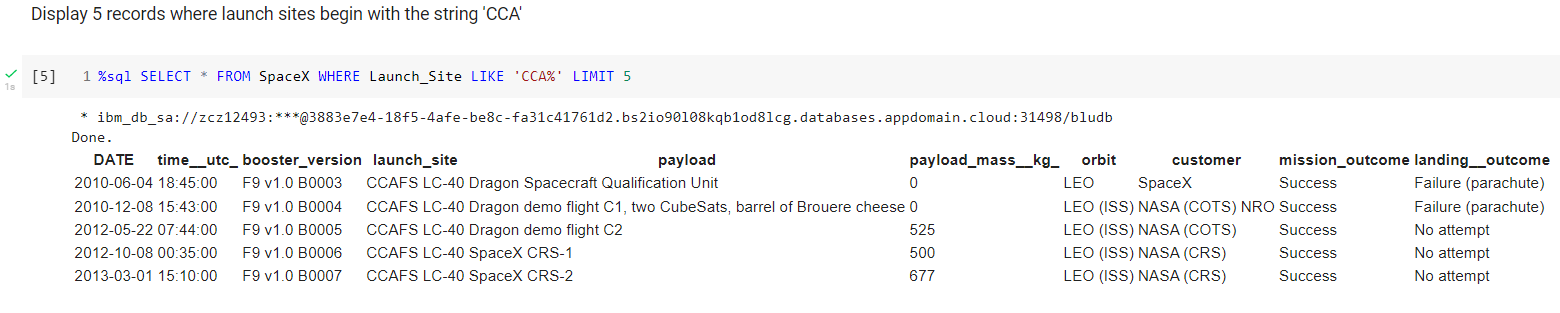 Display 5 records where launch sites begin with the string 'CCA'
[5] 1 %sql SELECT * FROM SpaceX WHERE Launch_Site LIKE 'CCA%' LIMIT 5
1s
* ibm_db_sa://zcz12493:***@3883e7e4-18f5-4afe-be8c-fa31c41761d2.bs2io90l08kqb1od8lcg.databases.appdomain.cloud:31498/bludb
Done.
DATE time__utc_ booster_version launch_site payload payload_mass__kg_ orbit customer mission_outcome landing__outcome
2010-06-04 18:45:00 F9 v1.0 B0003 CCAFS LC-40 Dragon Spacecraft Qualification Unit 0 LEO SpaceX Success Failure (parachute)
2010-12-08 15:43:00 F9 v1.0 B0004 CCAFS LC-40 Dragon demo flight C1, two CubeSats, barrel of Brouere cheese 0 LEO (ISS) NASA (COTS) NRO Success Failure (parachute)
2012-05-22 07:44:00 F9 v1.0 B0005 CCAFS LC-40 Dragon demo flight C2 525 LEO (ISS) NASA (COTS) Success No attempt
2012-10-08 00:35:00 F9 v1.0 B0006 CCAFS LC-40 SpaceX CRS-1 500 LEO (ISS) NASA (CRS) Success No attempt
2013-03-01 15:10:00 F9 v1.0 B0007 CCAFS LC-40 SpaceX CRS-2 677 LEO (ISS) NASA (CRS) Success No attempt